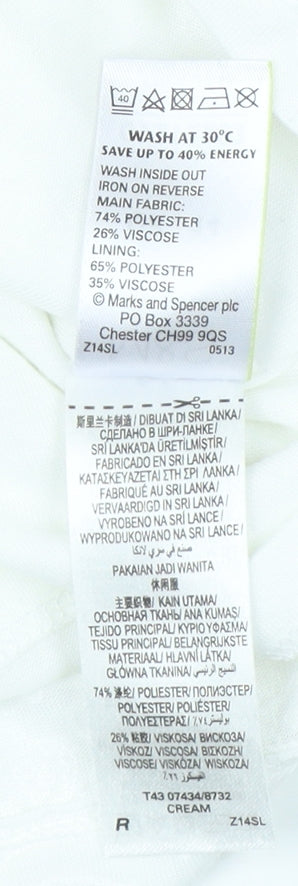 40
WASH AT 30°C
SAVE UP TO 40% ENERGY
WASH INSIDE OUT
IRON ON REVERSE
MAIN FABRIC:
74% POLYESTER
26% VISCOSE
LINING:
65% POLYESTER
35% VISCOSE
© Marks and Spencer plc
PO Box 3339
Chester CH99 9QS
Z14SL 0513
斯里兰卡制造 / DIBUAT DI SRI LANKA /
СДЕЛАНО В ШРИ-ЛАНКЕ /
SRİ LANKA'DA ÜRETİLMİŞTİR /
FABRICADO EN SRI LANKA /
ΚΑΤΑΣΚΕΥΑΖΕΤΑΙ ΣΤΗ ΣΡΙ ΛΑΝΚΑ /
FABRIQUÉ AU SRI LANKA /
VERVAARDIGD IN SRI LANKA /
VYROBENO NA SRÍ LANCE /
WYPRODUKOWANO NA SRI LANCE /
صنع في سري لانكا
PAKAIAN JADI WANITA
休闲服
主要织物/ KAIN UTAMA/
ОСНОВНАЯ ТКАНЬ/ ANA KUMAŞ/
TEJIDO PRINCIPAL/ ΚΥΡΙΟ ΥΦΑΣΜΑ/
TISSU PRINCIPAL/ BELANGRIJKSTE
MATERIAAL/ HLAVNÍ LÁTKA/
GŁÓWNA TKANINA/ النسيج الرئيسي
74% 涤纶/ POLIESTER/ ПОЛИЭСТЕР/
POLYESTER/ POLIÉSTER/
ΠΟΛΥΕΣΤΕΡΑΣ/ بوليستر ٧٤٪
26% 粘胶/ VISKOSA/ ВИСКОЗА/
VİSKOZ/ VISCOSA/ ΒΙΣΚΟΖΗ/
VISCOSE/ VISKÓZA/ WISKOZA/
الفيسكوز ٢٦٪
T43 07434/8732
CREAM
R Z14SL